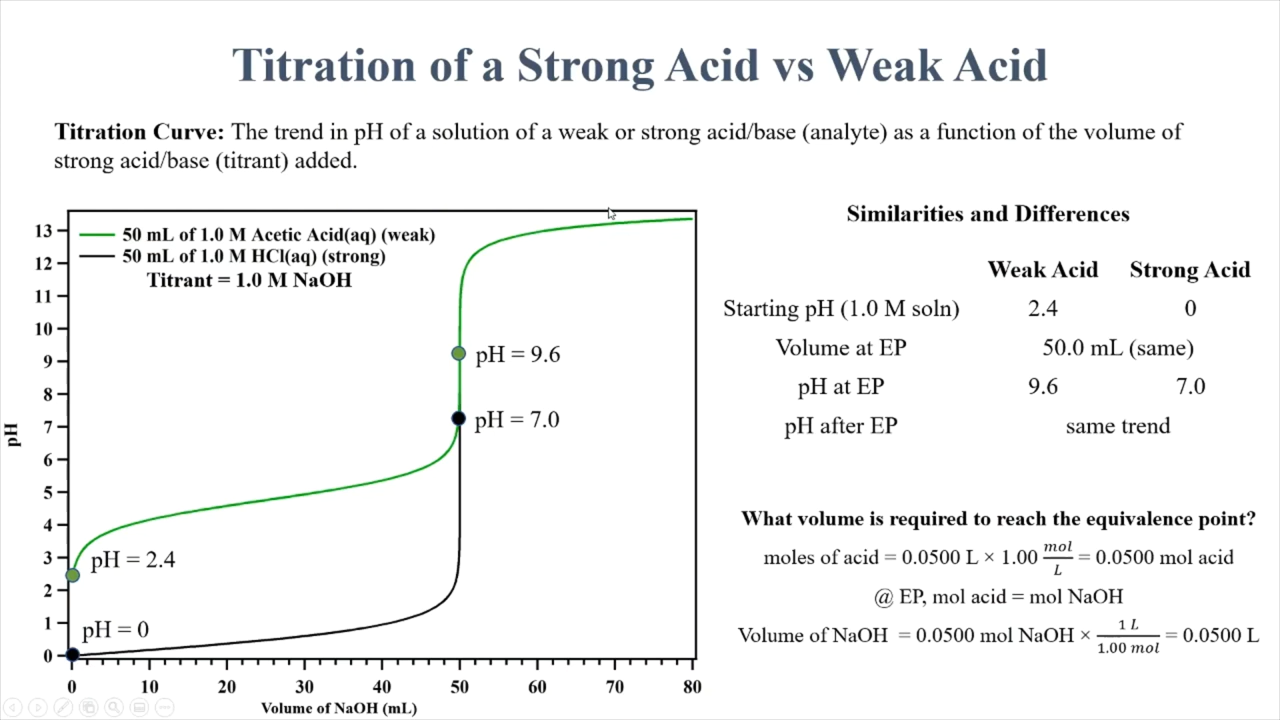 Titration of a Strong Acid vs Weak Acid
Titration Curve: The trend in pH of a solution of a weak or strong acid/base (analyte) as a function of the volume of
strong acid/base (titrant) added.
50 mL of 1.0 M Acetic Acid(aq) (weak)
50 mL of 1.0 M HCl(aq) (strong)
Titrant = 1.0 M NaOH
pH = 9.6
pH = 7.0
pH = 2.4
pH = 0
pH
13
12
11
10
9
8
7
6
5
4
3
2
1
0
0 10 20 30 40 50 60 70 80
Volume of NaOH (mL)
Similarities and Differences
Weak Acid Strong Acid
Starting pH (1.0 M soln) 2.4 0
Volume at EP 50.0 mL (same)
pH at EP 9.6 7.0
pH after EP same trend
What volume is required to reach the equivalence point?
moles of acid = 0.0500 L × 1.00 mol/L = 0.0500 mol acid
@ EP, mol acid = mol NaOH
Volume of NaOH = 0.0500 mol NaOH × 1 L/1.00 mol = 0.0500 L